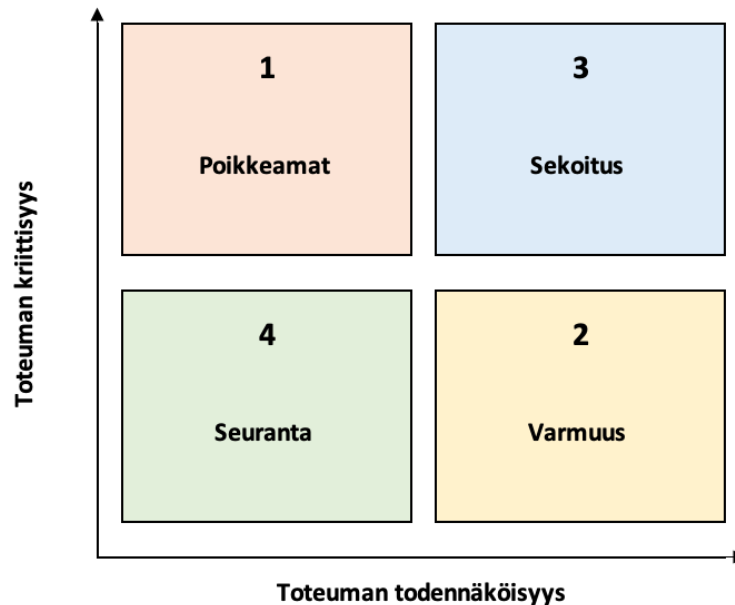 1
Poikkeamat
3
Sekoitus
4
Seuranta
2
Varmuus
Toteuman kriittisyys
Toteuman todennäköisyys